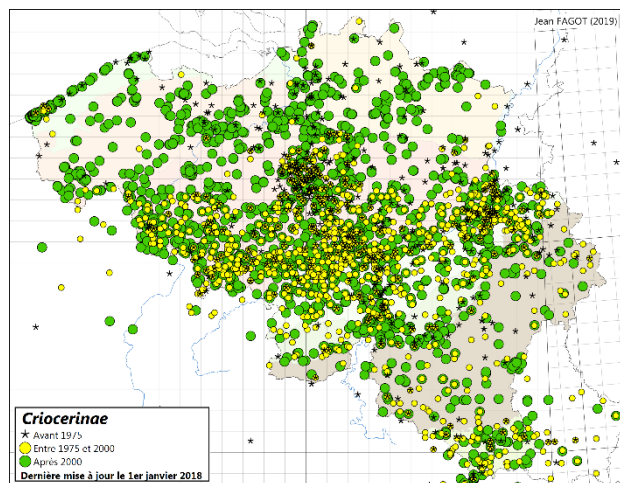 Jean FAGOT (2019)
Criocerinae
Avant 1975
Entre 1975 et 2000
Après 2000
Dernière mise à jour le 1er janvier 2018